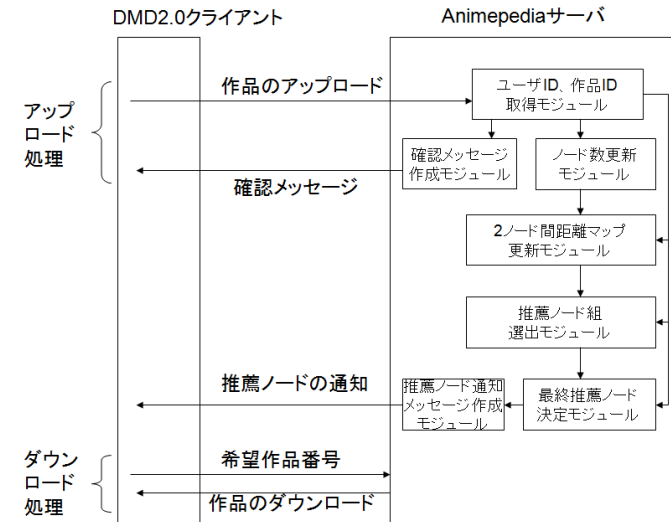 DMD2.0クライアント
Animepediaサーバ
アップ
ロード
処理
作品のアップロード
ユーザID、作品ID
取得モジュール
確認メッセージ
作成モジュール
ノード数更新
モジュール
確認メッセージ
2ノード間距離マップ
更新モジュール
推薦ノード組
選出モジュール
推薦ノードの通知
推薦ノード通知
メッセージ作成
モジュール
最終推薦ノード
決定モジュール
ダウン
ロード
処理
希望作品番号
作品のダウンロード